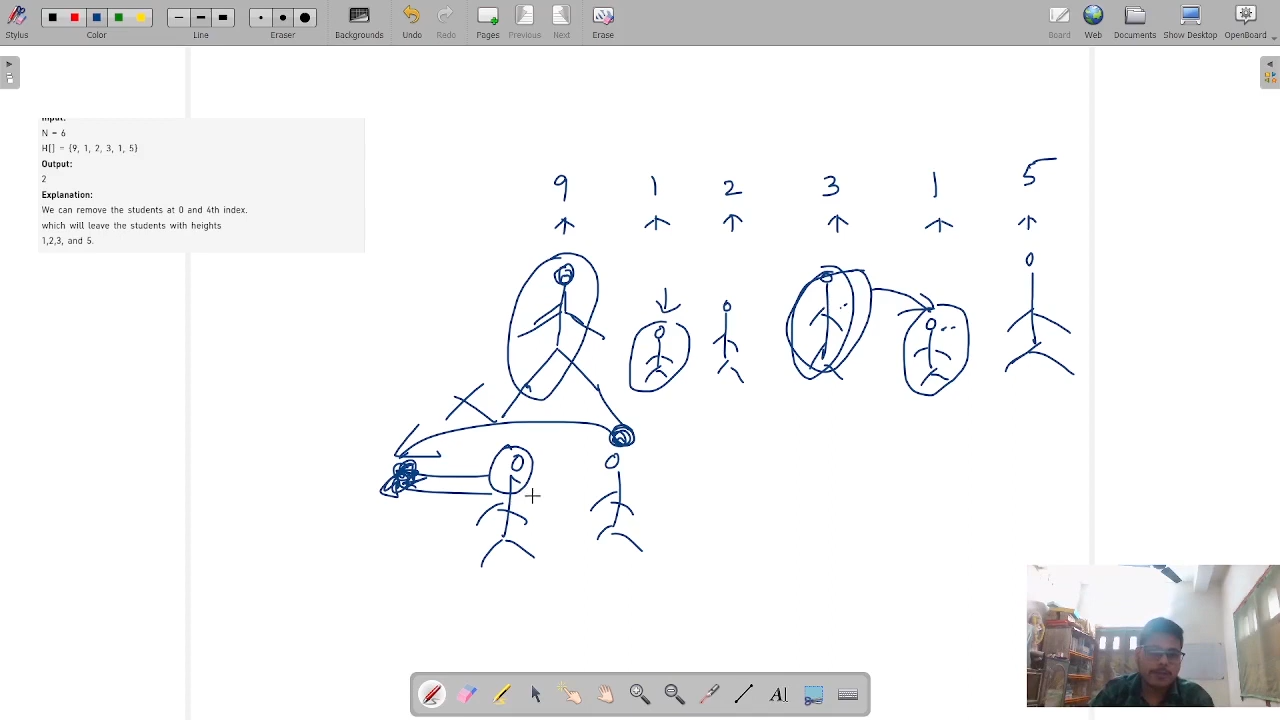 Stylus
Color
Line
Eraser
Backgrounds
Undo
Redo
Pages
Previous
Next
Erase
Board
Web
Documents
Show Desktop
OpenBoard
Input:
N = 6
H[] = {9, 1, 2, 3, 1, 5}
Output:
2
Explanation:
We can remove the students at 0 and 4th index.
which will leave the students with heights
1,2,3, and 5.
9 1 2 3 1 5
AI